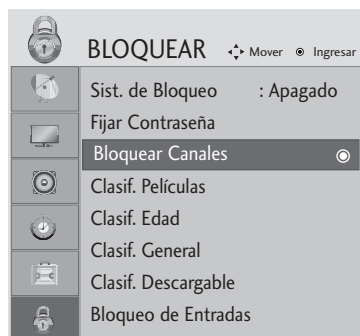 BLOQUEAR Mover Ingresar
Sist. de Bloqueo : Apagado
Fijar Contraseña
Bloquear Canales
Clasif. Películas
Clasif. Edad
Clasif. General
Clasif. Descargable
Bloqueo de Entradas